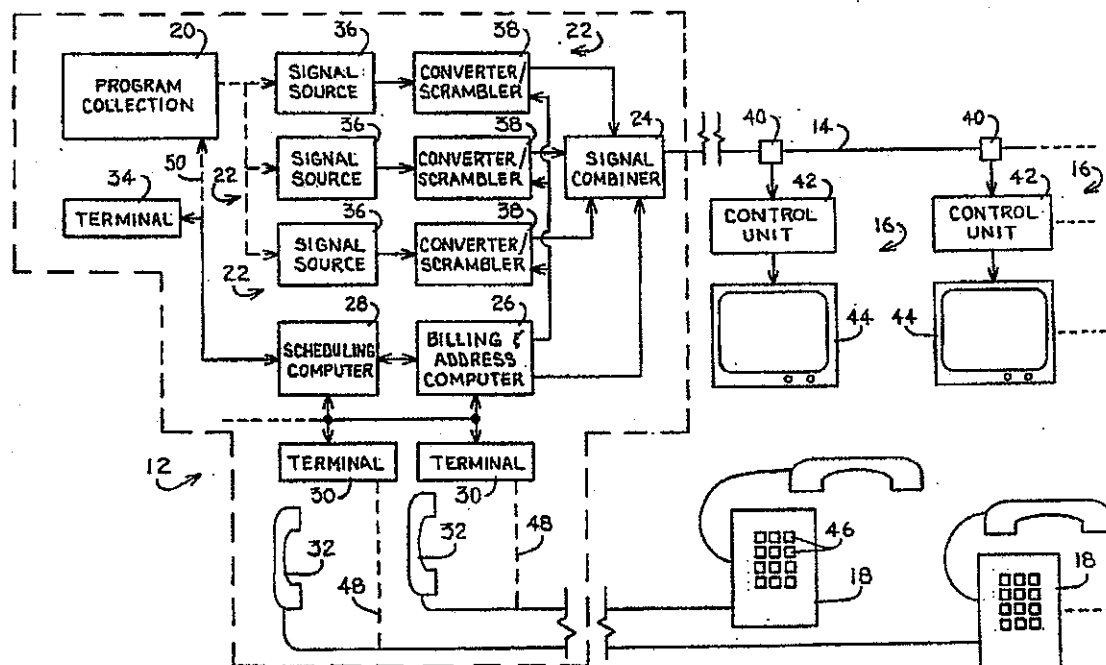 20
36
38
22
PROGRAM
COLLECTION
SIGNAL
SOURCE
CONVERTER/
SCRAMBLER
36
38
24
40
14
40
50
22
SIGNAL
SOURCE
CONVERTER/
SCRAMBLER
SIGNAL
COMBINER
16
34
TERMINAL
36
38
42
42
SIGNAL
SOURCE
CONVERTER/
SCRAMBLER
CONTROL
UNIT
16
CONTROL
UNIT
22
28
26
44
44
SCHEDULING
COMPUTER
BILLING &
ADDRESS
COMPUTER
12
TERMINAL
TERMINAL
30
30
32
32
48
48
46
18
18